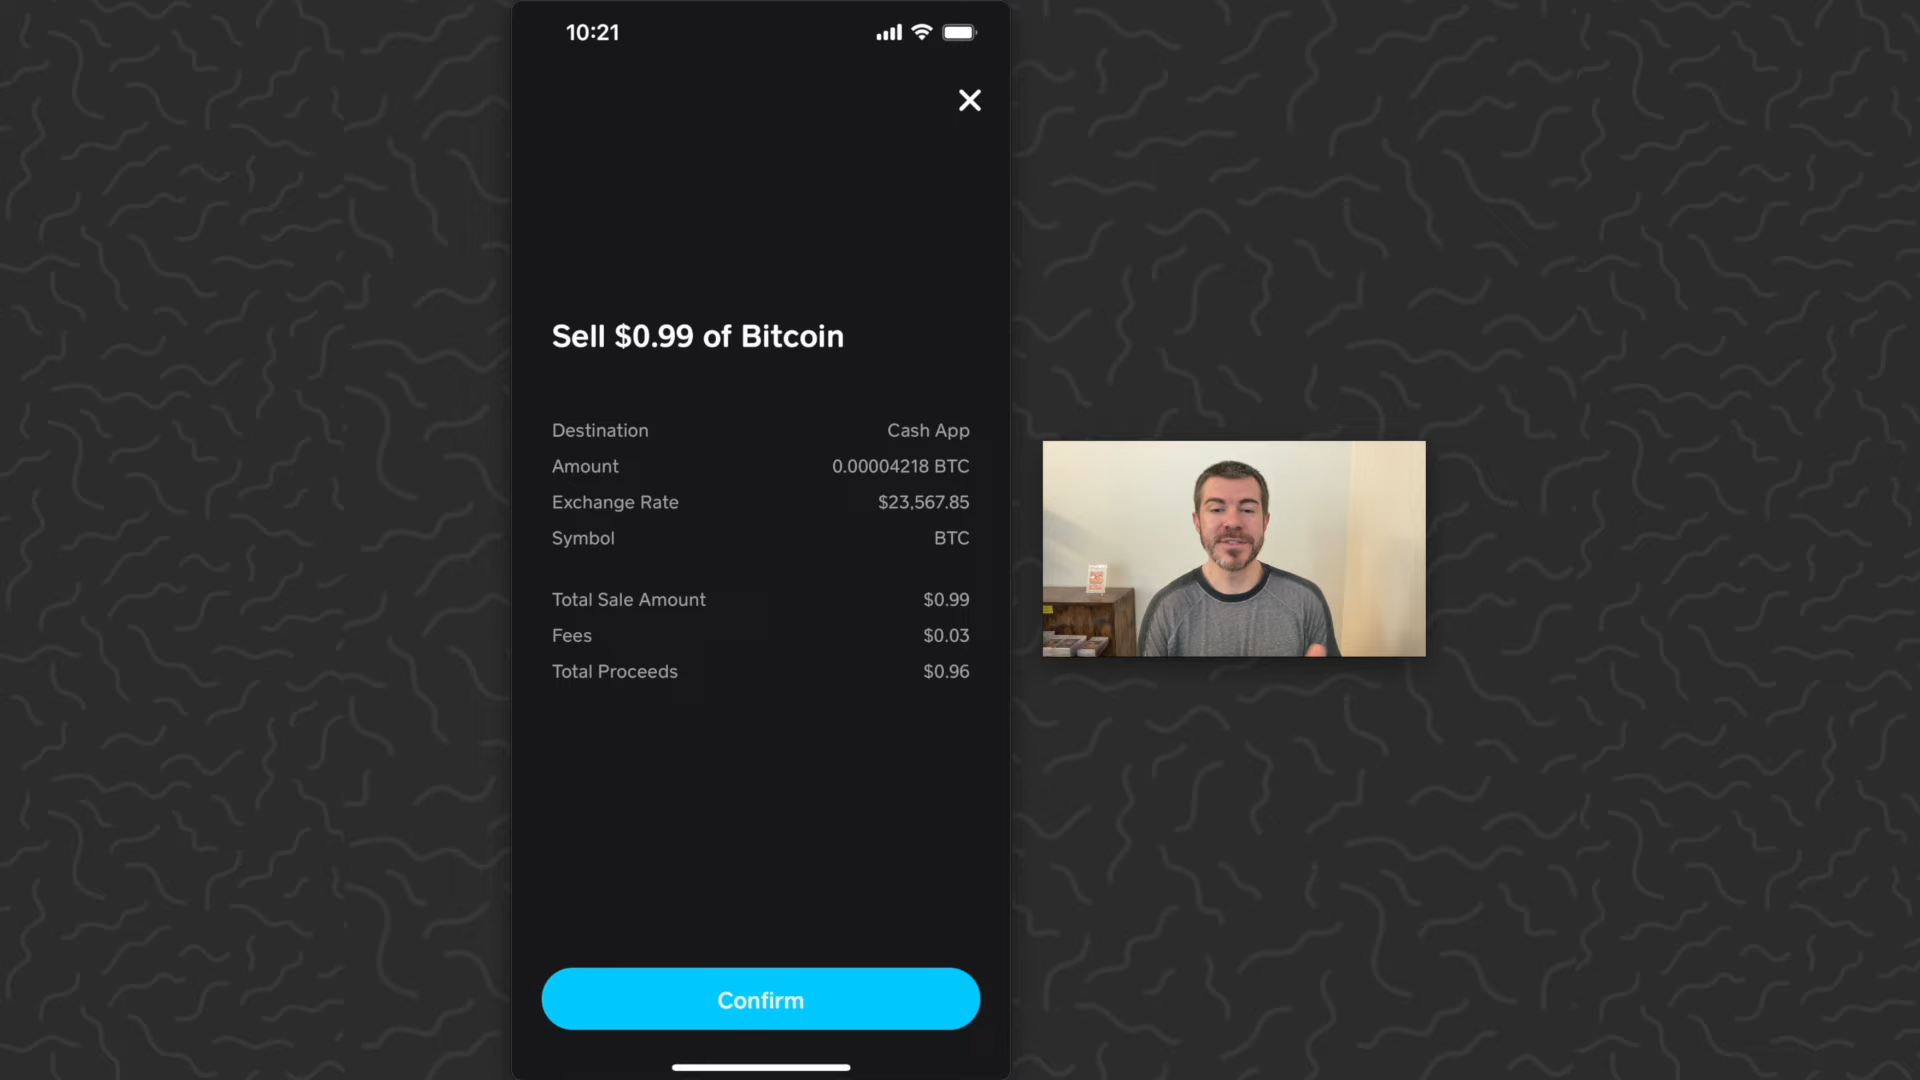 10:21
Sell $0.99 of Bitcoin
Destination Cash App
Amount 0.00004218 BTC
Exchange Rate $23,567.85
Symbol BTC
Total Sale Amount $0.99
Fees $0.03
Total Proceeds $0.96
Confirm